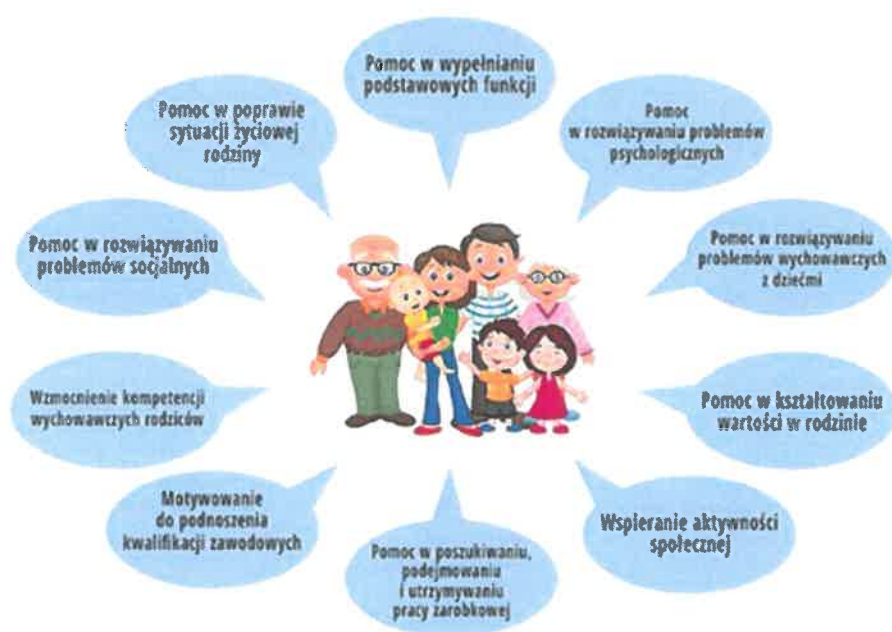 Pomoc w wypełnianiu
podstawowych funkcji
Pomoc
w rozwiązywaniu problemów
psychologicznych
Pomoc w rozwiązywaniu
problemów wychowawczych
z dziećmi
Pomoc w kształtowaniu
wartości w rodzinie
Wspieranie aktywności
społecznej
Pomoc w poszukiwaniu,
podejmowaniu
i utrzymywaniu
pracy zarobkowej
Motywowanie
do podnoszenia
kwalifikacji zawodowych
Wzmocnienie kompetencji
wychowawczych rodziców
Pomoc w rozwiązywaniu
problemów socjalnych
Pomoc w poprawie
sytuacji życiowej
rodziny